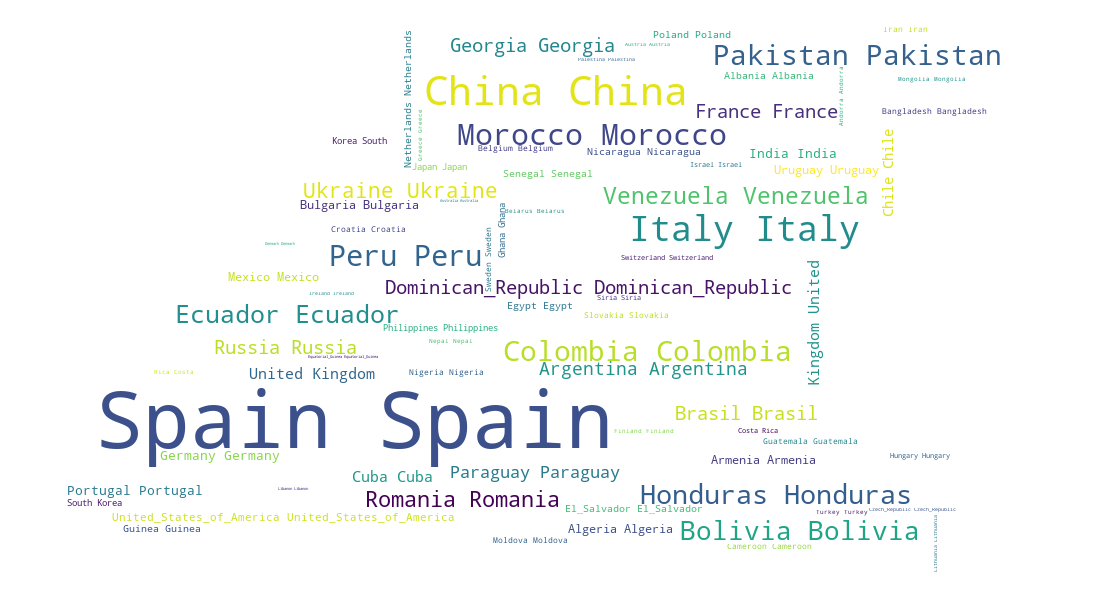 Iran Iran
Poland Poland
Georgia Georgia
Austria Austria
Pakistan Pakistan
Palestina Palestina
Netherlands Netherlands
Albania Albania
Mongolia Mongolia
China China
Andorra Andorra
France France
Bangladesh Bangladesh
Greece Greece
Morocco Morocco
Korea South
Belgium Belgium
Nicaragua Nicaragua
India India
Chile Chile
Japan Japan
Israel Israel
Senegal Senegal
Uruguay Uruguay
Ukraine Ukraine
Venezuela Venezuela
Australia Australia
Bulgaria Bulgaria
Belarus Belarus
Ghana Ghana
Croatia Croatia
Italy Italy
Sweden Sweden
Peru Peru
Switzerland Switzerland
Mexico Mexico
Dominican_Republic Dominican_Republic
Ireland Ireland
Siria Siria
Egypt Egypt
Ecuador Ecuador
Slovakia Slovakia
Kingdom United
Philippines Philippines
Nepal Nepal
Russia Russia
Colombia Colombia
Equatorial_Guinea Equatorial_Guinea
Argentina Argentina
Rica Costa
United Kingdom
Nigeria Nigeria
Spain Spain
Brasil Brasil
Finland Finland
Costa Rica
Guatemala Guatemala
Germany Germany
Hungary Hungary
Armenia Armenia
Paraguay Paraguay
Cuba Cuba
Portugal Portugal
Romania Romania
Honduras Honduras
South Korea
El_Salvador El_Salvador
Czech_Republic Czech_Republic
Turkey Turkey
United_States_of_America United_States_of_America
Guinea Guinea
Algeria Algeria
Bolivia Bolivia
Moldova Moldova
Cameroon Cameroon
Lithuania Lithuania